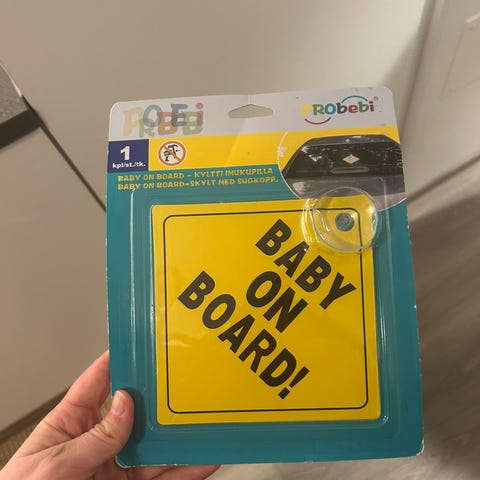 PROBEBI
PRObebi®
1
kpl/st./tk.
BABY ON BOARD - KYLTTI IMUKUPILLA
BABY ON BOARD-SKYLT MED SUGKOPP.
BABY
ON
BOARD!